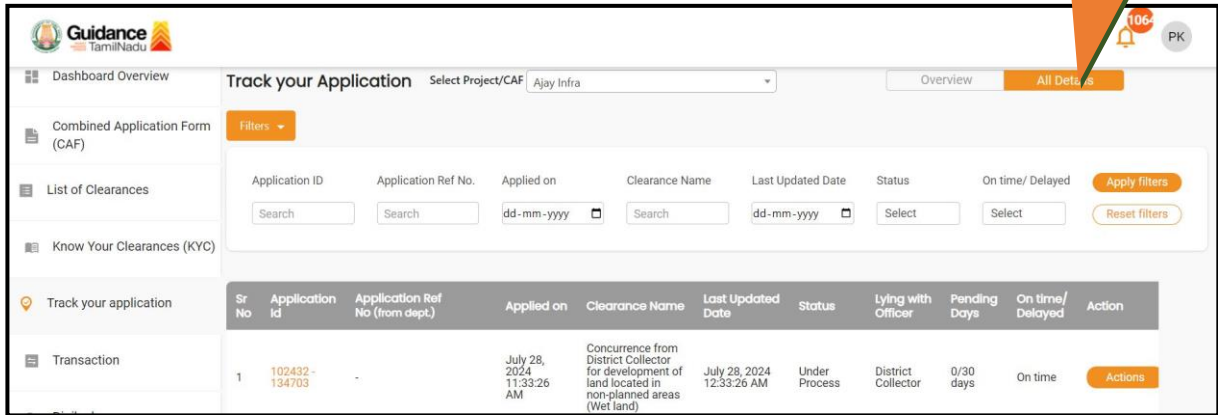 Guidance
TamilNadu
106
PK
Dashboard Overview
Track your Application
Select Project/CAF
Ajay Infra
Overview
All Details
Combined Application Form
(CAF)
Filters
List of Clearances
Application ID
Application Ref No.
Applied on
Clearance Name
Last Updated Date
Status
On time/ Delayed
Apply filters
Search
Search
dd-mm-yyyy
Search
dd-mm-yyyy
Select
Select
Reset filters
Know Your Clearances (KYC)
Track your application
Sr
No
Application
Id
Application Ref
No (from dept.)
Applied on
Clearance Name
Last Updated
Date
Status
Lying with
Officer
Pending
Days
On time/
Delayed
Action
Transaction
1
102432 -
134703
-
July 28,
2024
11:33:26
AM
Concurrence from
District Collector
for development of
land located in
non-planned areas
(Wet land)
July 28, 2024
12:33:26 AM
Under
Process
District
Collector
0/30
days
On time
Actions